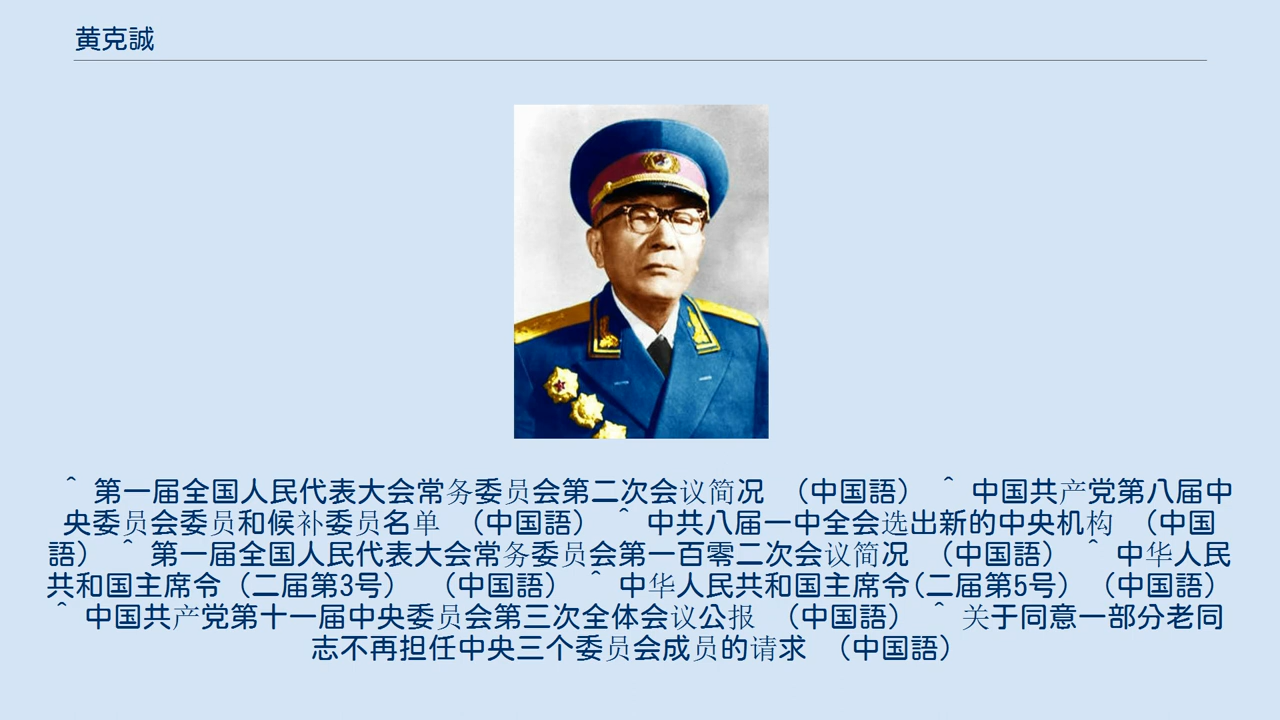 黄克誠
^ 第一届全国人民代表大会常务委员会第二次会议简况 （中国語） ^ 中国共产党第八届中
央委员会委员和候补委员名单 （中国語） ^ 中共八届一中全会选出新的中央机构 （中国
語） ^ 第一届全国人民代表大会常务委员会第一百零二次会议简况 （中国語） ^ 中华人民
共和国主席令（二届第3号） （中国語） ^ 中华人民共和国主席令(二届第5号）（中国語）
^ 中国共产党第十一届中央委员会第三次全体会议公报 （中国語） ^ 关于同意一部分老同
志不再担任中央三个委员会成员的请求 （中国語）